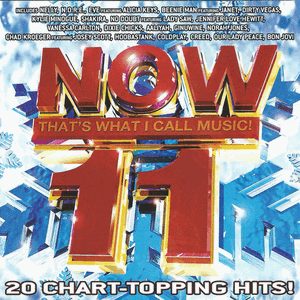 INCLUDES NELLY, N.O.R.E., EVE FEATURING ALICIA KEYS, BEENIE MAN FEATURING JANET, DIRTY VEGAS,
KYLIE MINOGUE, SHAKIRA, NO DOUBT FEATURING LADY SAW, JENNIFER LOVE HEWITT,
VANESSA CARLTON, DIXIE CHICKS, AALIYAH, GINUWINE, NORAH JONES,
CHAD KROEGER FEATURING JOSEY SCOTT, HOOBASTANK, COLDPLAY, CREED, OUR LADY PEACE, BON JOVI
NOW
THAT'S WHAT I CALL MUSIC!
11
20 CHART-TOPPING HITS!